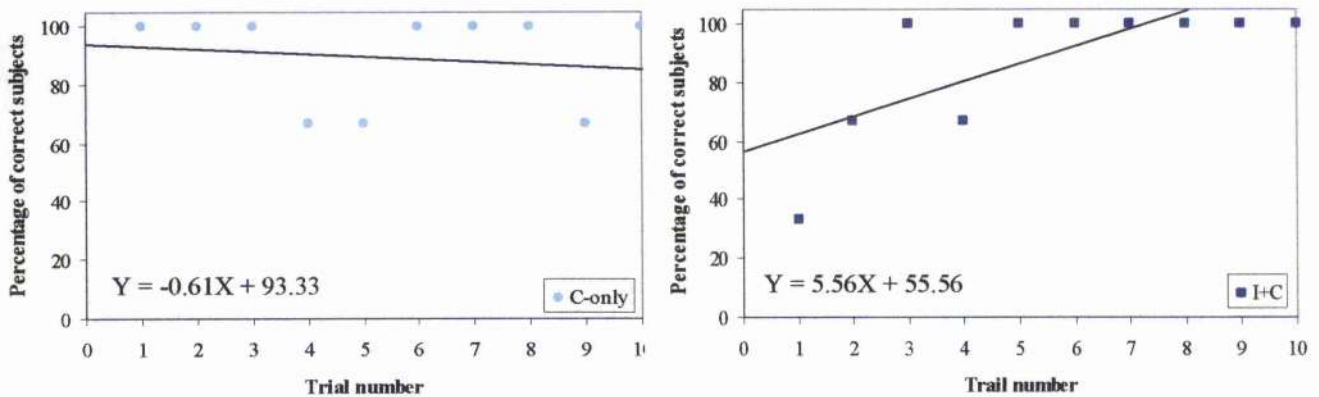 Percentage of correct subjects
100
80
60
40
20
0
Y = -0.61X + 93.33
C-only
0 1 2 3 4 5 6 7 8 9 10
Trial number
Percentage of correct subjects
100
80
60
40
20
0
Y = 5.56X + 55.56
I+C
0 1 2 3 4 5 6 7 8 9 10
Trail number